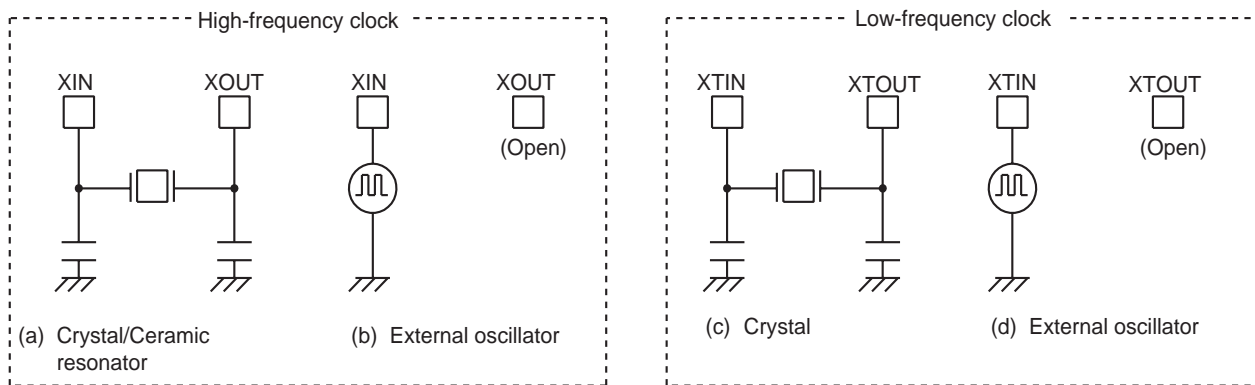 High-frequency clock
XIN
XOUT
XIN
XOUT
(Open)
(a) Crystal/Ceramic
resonator
(b) External oscillator
Low-frequency clock
XTIN
XTOUT
XTIN
XTOUT
(Open)
(c) Crystal
(d) External oscillator